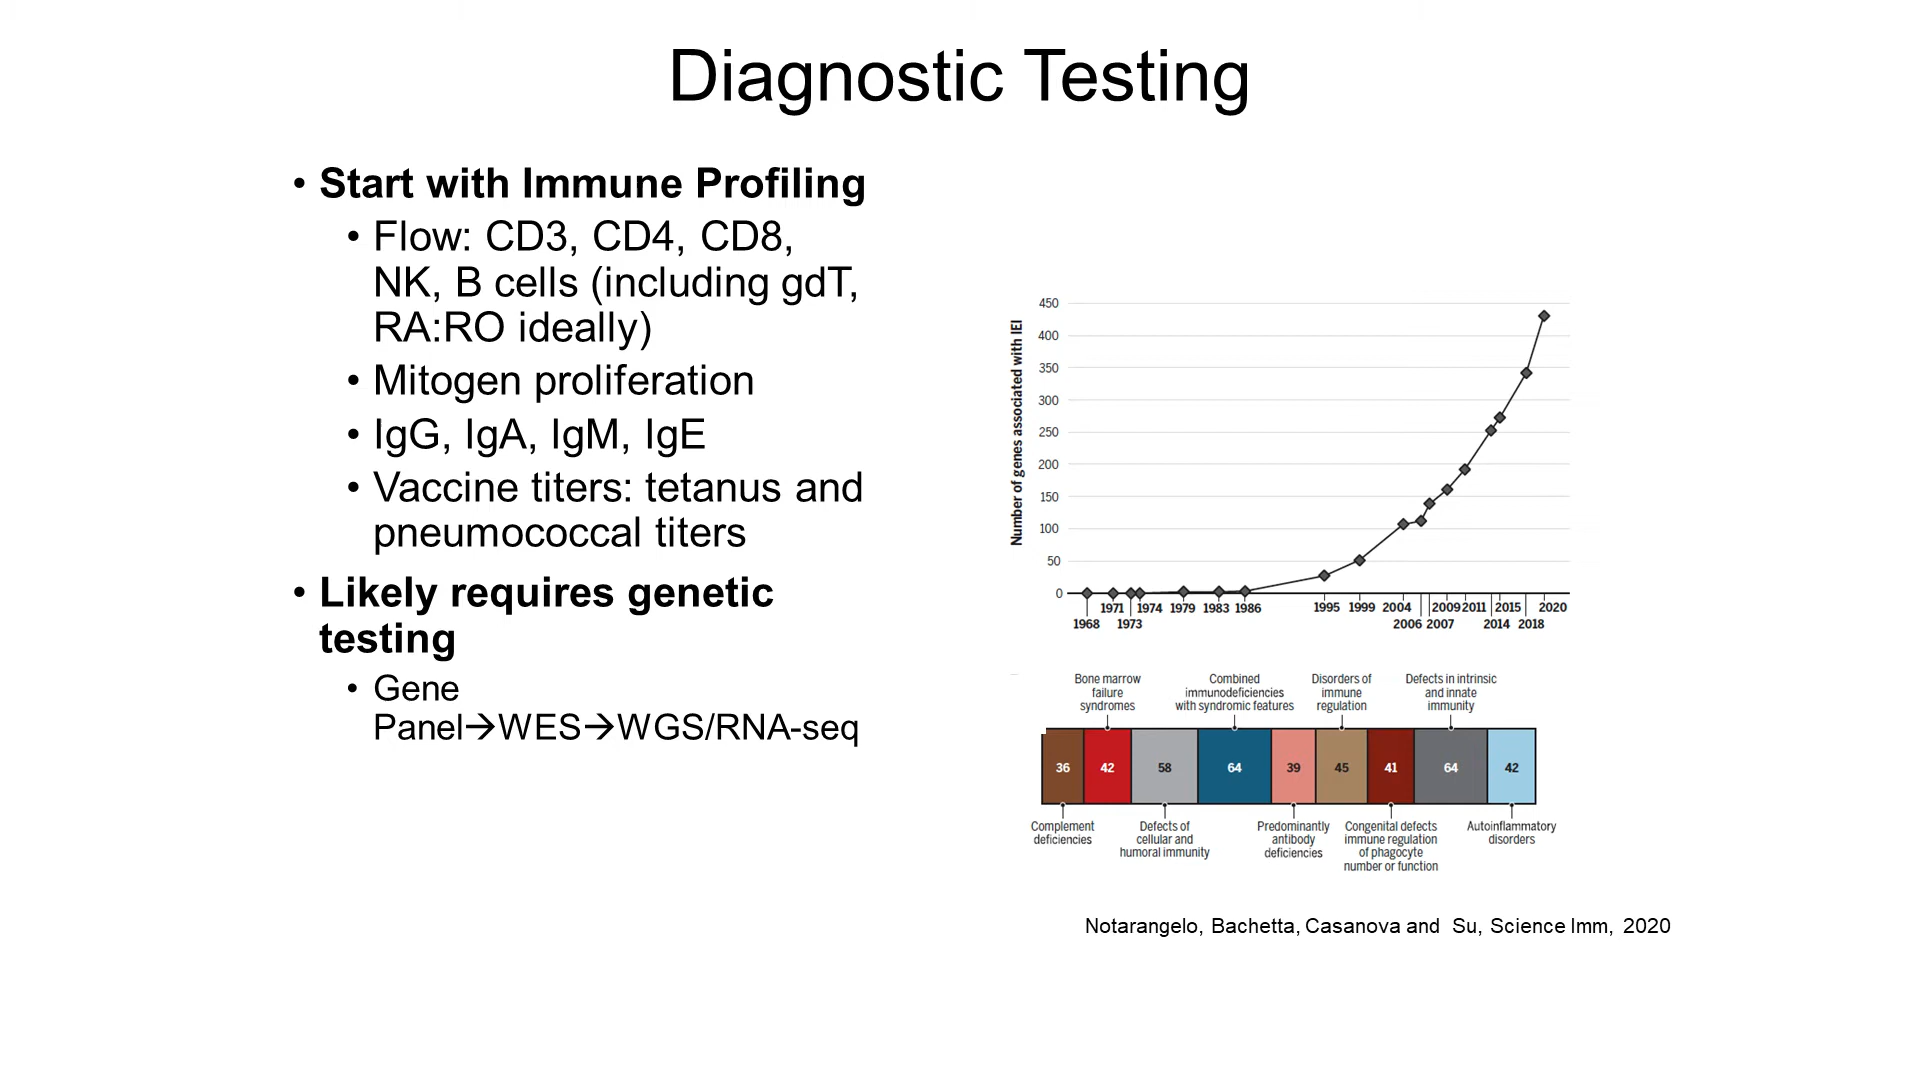 Diagnostic Testing
• Start with Immune Profiling
• Flow: CD3, CD4, CD8,
NK, B cells (including gdT,
RA:RO ideally)
• Mitogen proliferation
• IgG, IgA, IgM, IgE
• Vaccine titers: tetanus and
pneumococcal titers
• Likely requires genetic
testing
• Gene
Panel→WES→WGS/RNA-seq
Number of genes associated with IEI
450
400
350
300
250
200
150
100
50
0
1971 1974 1979 1983 1986 1995 1999 2004 2009 2011 2015 2020
1968 1973 2006 2007 2014 2018
Bone marrow
failure
syndromes
Combined
immunodeficiencies
with syndromic features
Disorders of
immune
regulation
Defects in intrinsic
and innate
immunity
36 42 58 64 39 45 41 64 42
Complement
deficiencies
Defects of
cellular and
humoral immunity
Predominantly
antibody
deficiencies
Congenital defects
immune regulation
of phagocyte
number or function
Autoinflammatory
disorders
Notarangelo, Bachetta, Casanova and Su, Science Imm, 2020